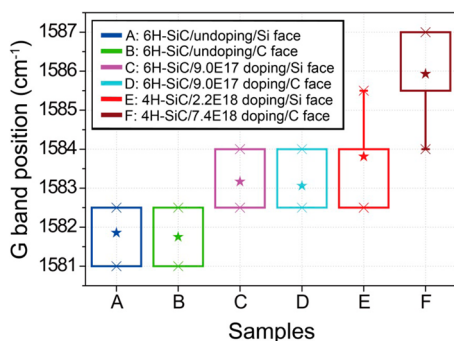 1587
1586
1585
1584
1583
1582
1581
G band position (cm⁻¹)
A: 6H-SiC/undoping/Si face
B: 6H-SiC/undoping/C face
C: 6H-SiC/9.0E17 doping/Si face
D: 6H-SiC/9.0E17 doping/C face
E: 4H-SiC/2.2E18 doping/Si face
F: 4H-SiC/7.4E18 doping/C face
A B C D E F
Samples